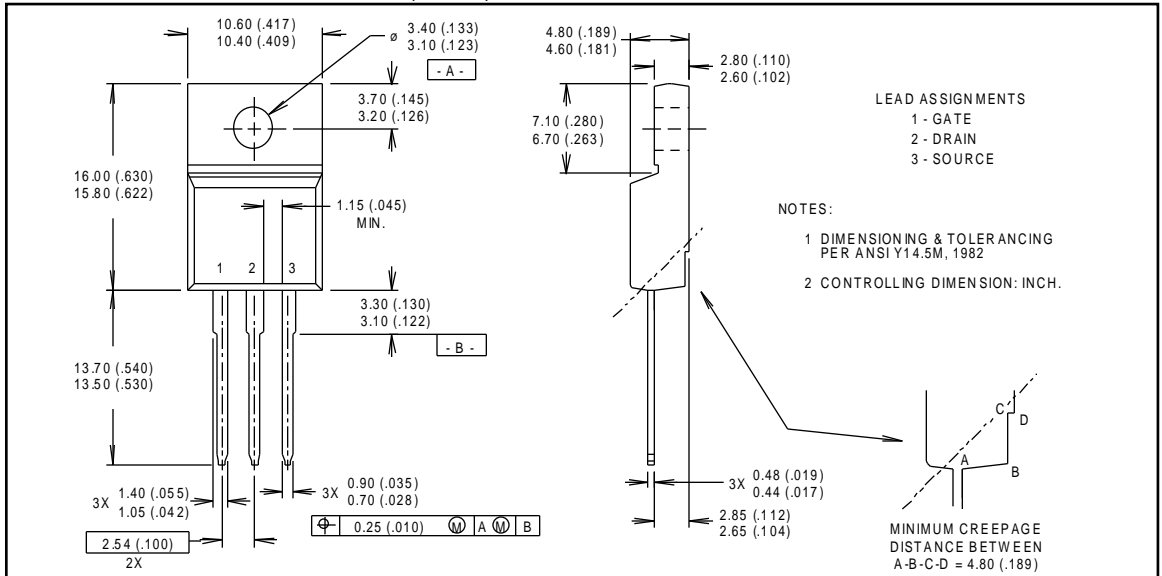 10.60 (.417)
10.40 (.409)
ø 3.40 (.133)
3.10 (.123)
- A -
3.70 (.145)
3.20 (.126)
16.00 (.630)
15.80 (.622)
1.15 (.045)
MIN.
1 2 3
3.30 (.130)
3.10 (.122)
- B -
13.70 (.540)
13.50 (.530)
3X 1.40 (.055)
1.05 (.042)
3X 0.90 (.035)
0.70 (.028)
⌖ 0.25 (.010) Ⓜ A Ⓜ B
2.54 (.100)
2X
4.80 (.189)
4.60 (.181)
2.80 (.110)
2.60 (.102)
7.10 (.280)
6.70 (.263)
3X 0.48 (.019)
0.44 (.017)
2.85 (.112)
2.65 (.104)
LEAD ASSIGNMENTS
1 - GATE
2 - DRAIN
3 - SOURCE
NOTES:
1 DIMENSIONING & TOLERANCING
PER ANSI Y14.5M, 1982
2 CONTROLLING DIMENSION: INCH.
C
D
A
B
MINIMUM CREEPAGE
DISTANCE BETWEEN
A-B-C-D = 4.80 (.189)